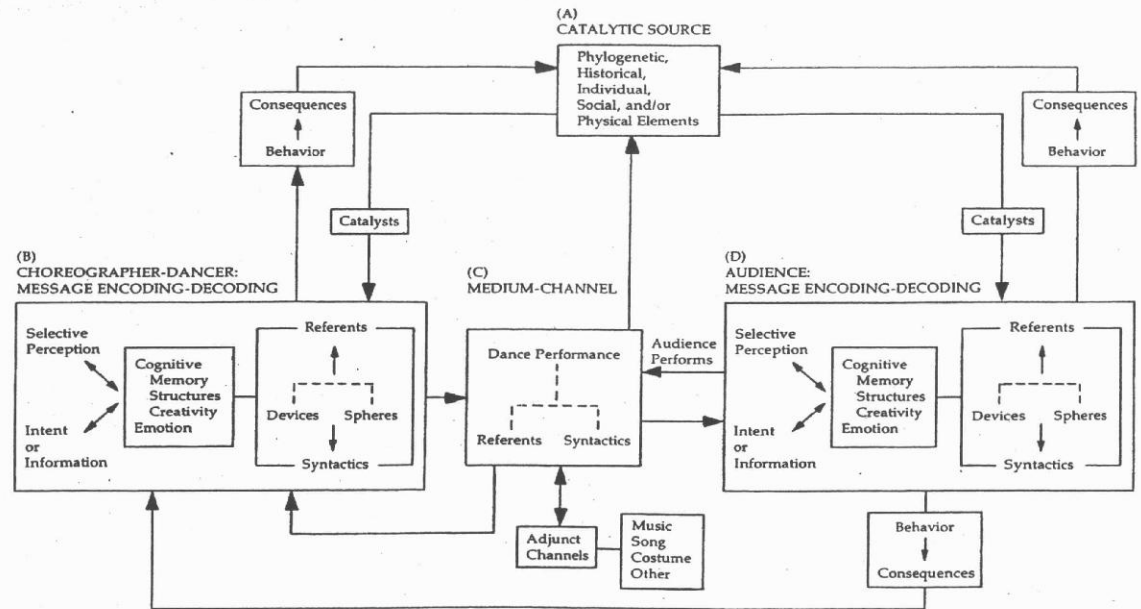 (A)
CATALYTIC SOURCE
Phylogenetic,
Historical,
Individual,
Social, and/or
Physical Elements
Consequences
Behavior
Catalysts
Consequences
Behavior
Catalysts
(B)
CHOREOGRAPHER-DANCER:
MESSAGE ENCODING-DECODING
Selective
Perception
Intent
or
Information
Cognitive
Memory
Structures
Creativity
Emotion
Referents
Devices
Spheres
Syntactics
(C)
MEDIUM-CHANNEL
Dance Performance
Referents
Syntactics
Audience
Performs
Adjunct
Channels
Music
Song
Costume
Other
(D)
AUDIENCE:
MESSAGE ENCODING-DECODING
Selective
Perception
Intent
or
Information
Cognitive
Memory
Structures
Creativity
Emotion
Referents
Devices
Spheres
Syntactics
Behavior
Consequences